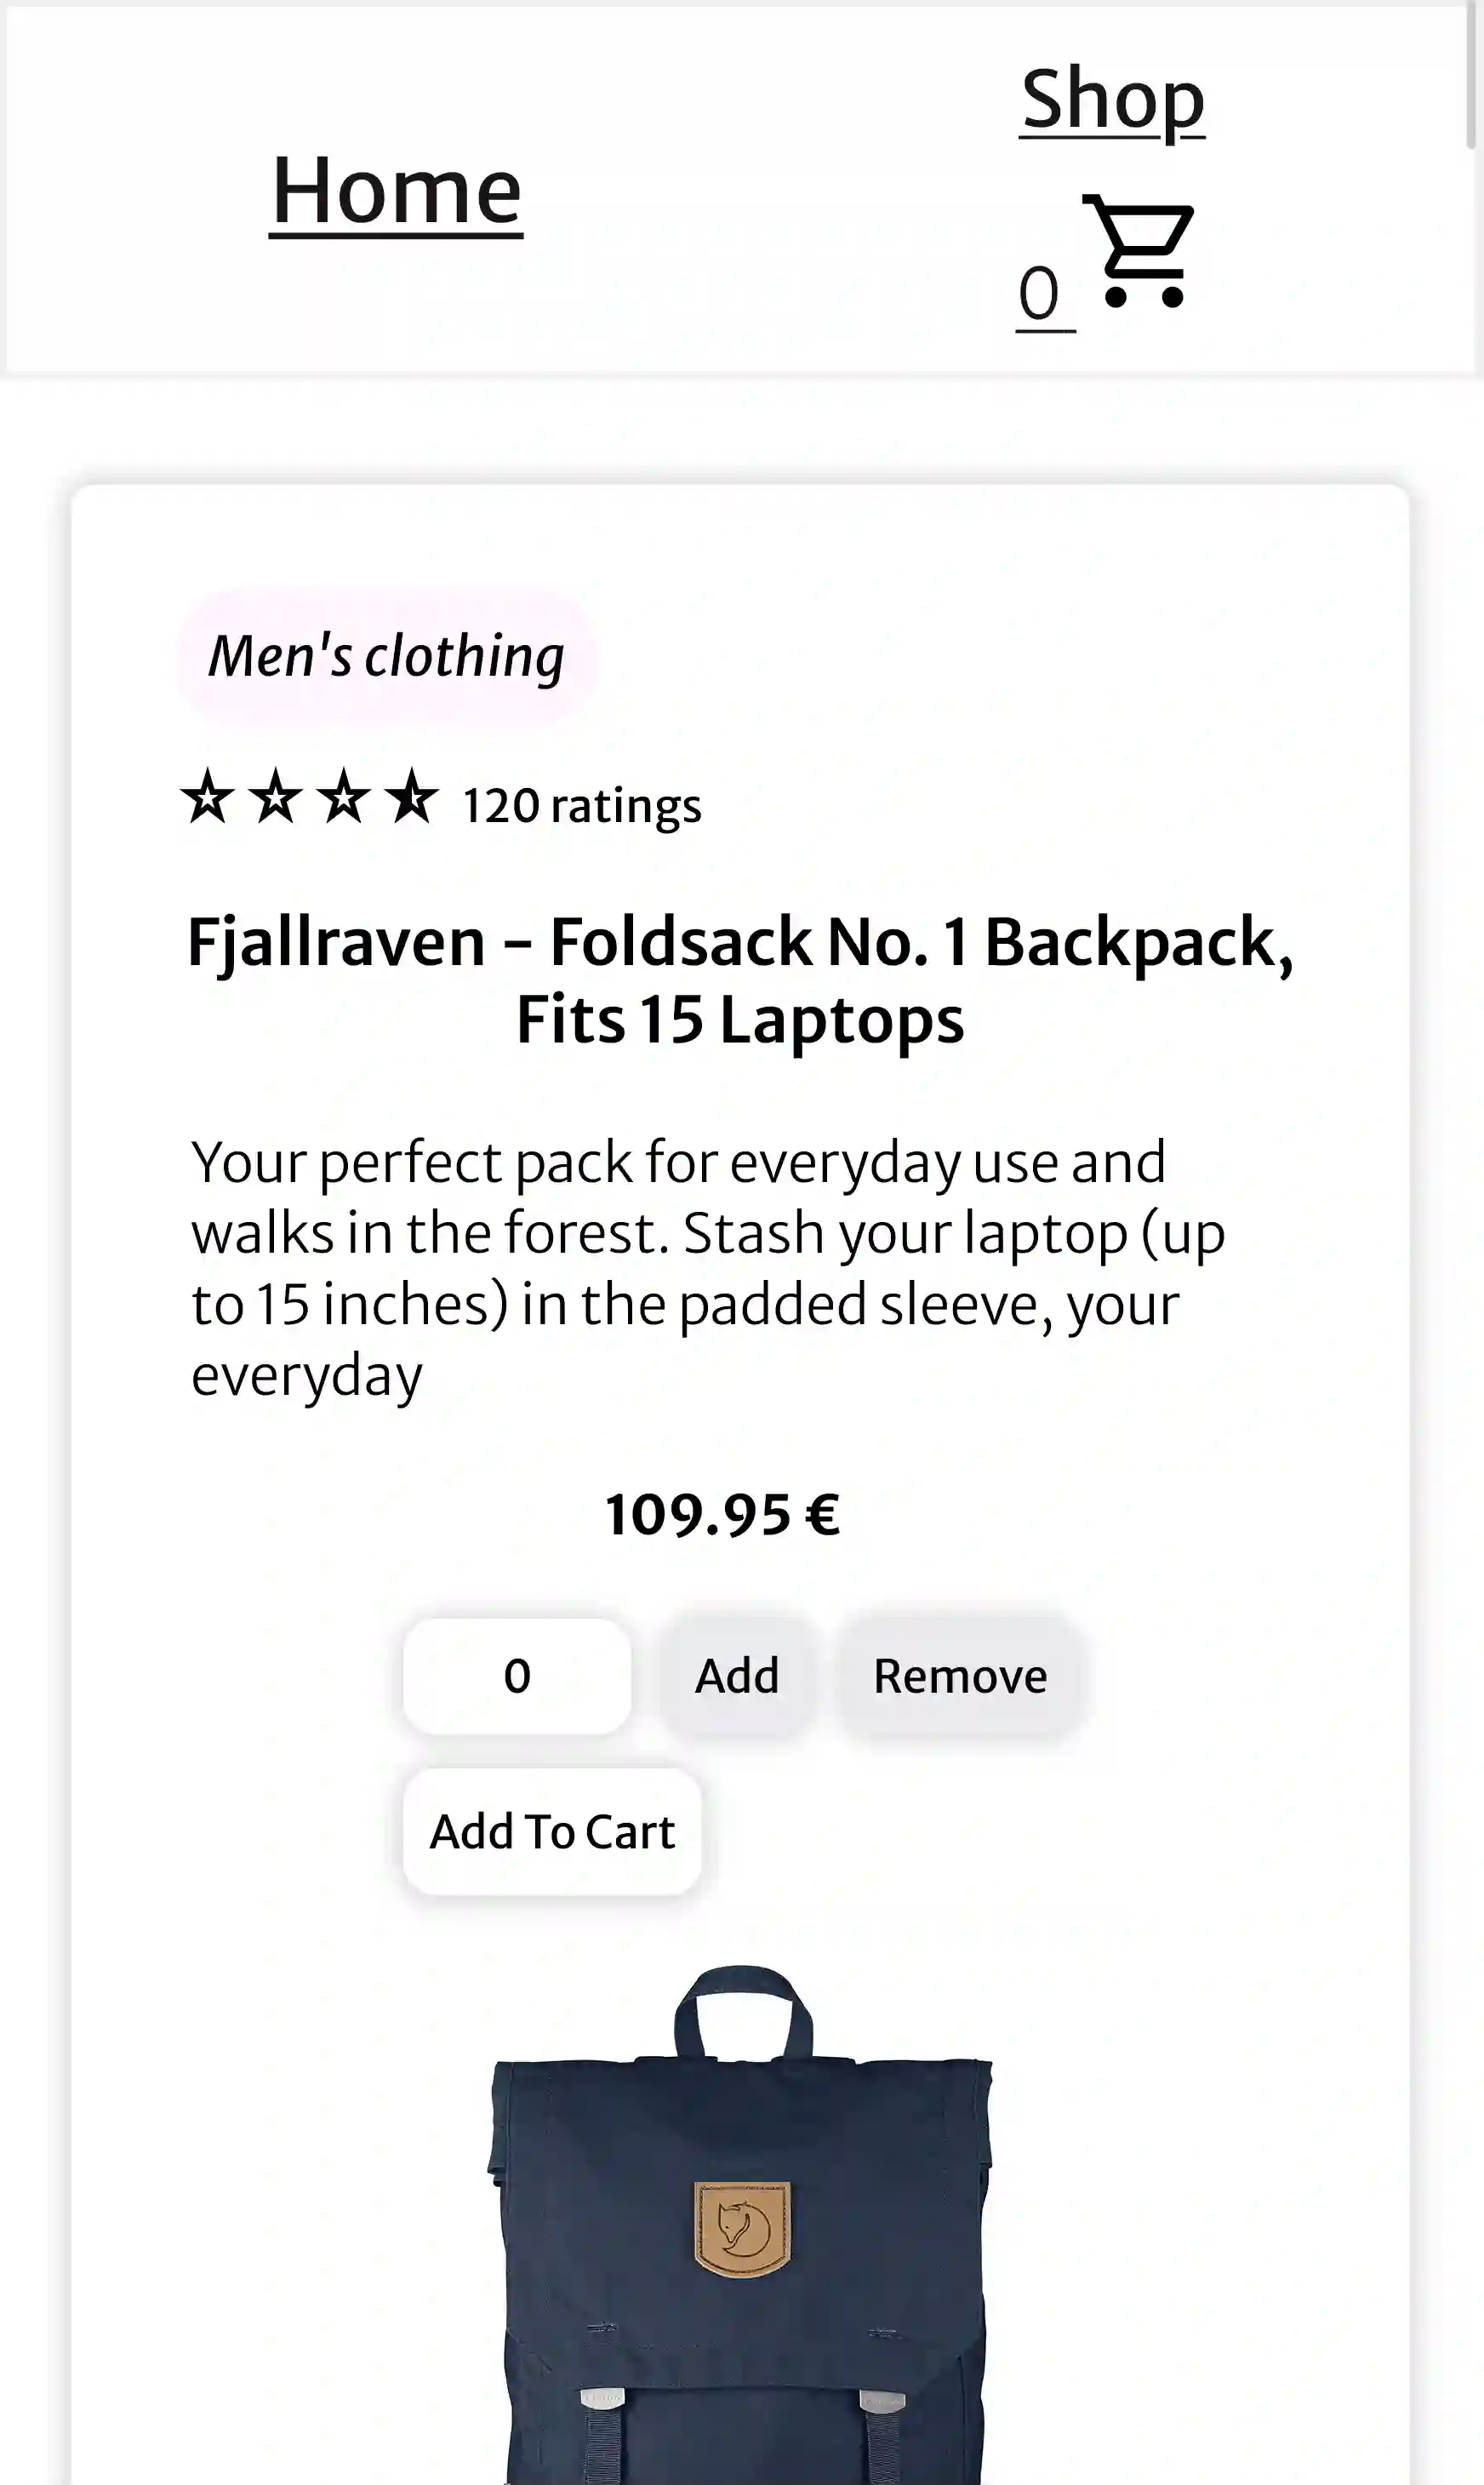 Home
Shop
0
Men's clothing
120 ratings
Fjallraven - Foldsack No. 1 Backpack,
Fits 15 Laptops
Your perfect pack for everyday use and
walks in the forest. Stash your laptop (up
to 15 inches) in the padded sleeve, your
everyday
109.95 €
0
Add
Remove
Add To Cart